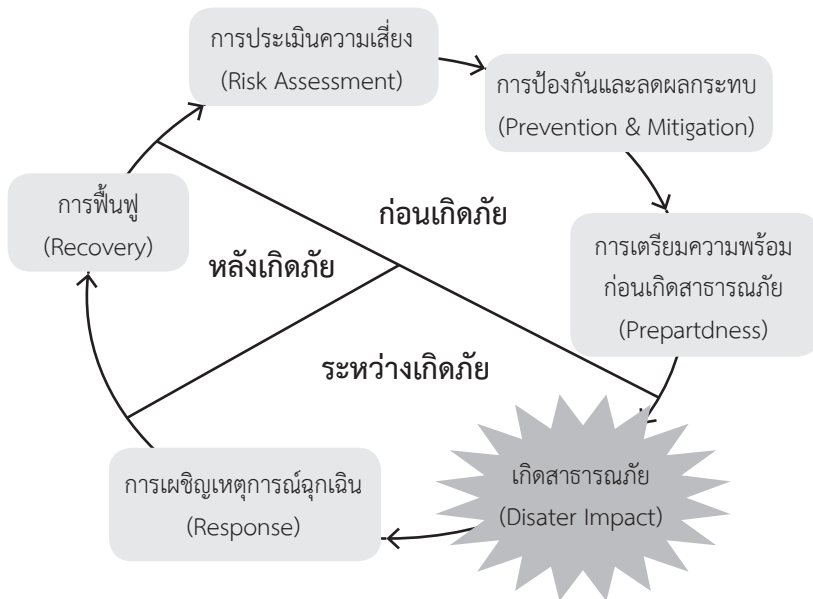 การประเมินความเสี่ยง
(Risk Assessment)
การป้องกันและลดผลกระทบ
(Prevention & Mitigation)
การฟื้นฟู
(Recovery)
ก่อนเกิดภัย
หลังเกิดภัย
การเตรียมความพร้อม
ก่อนเกิดสาธารณภัย
(Prepartdness)
ระหว่างเกิดภัย
การเผชิญเหตุการณ์ฉุกเฉิน
(Response)
เกิดสาธารณภัย
(Disater Impact)